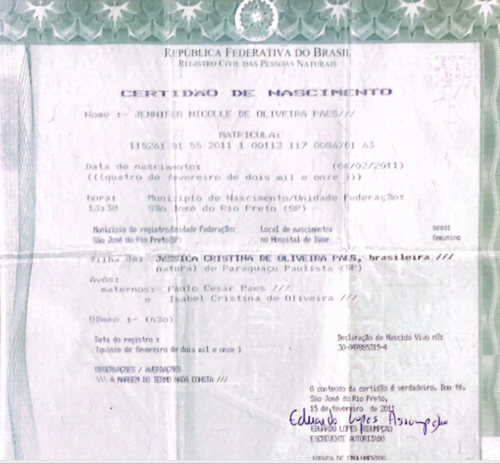 REPÚBLICA FEDERATIVA DO BRASIL
REGISTRO CIVIL DAS PESSOAS NATURAIS
CERTIDÃO DE NASCIMENTO
Nome :- JENNIFER NICOLLE DE OLIVEIRA PAES///
MATRICULA:
115261 01 55 2011 1 00113 117 0066761 65
Data de nascimento: (04/02/2011)
(((quatro de fevereiro de dois mil e onze )))
hora: Município de Nascimento/Unidade Federação:
São José do Rio Preto (SP)
Município de registro/Unidade Federação: Local de nascimento: sexo:
São José do Rio Preto(SP) no Hospital de Base feminino
filha de: JESSICA CRISTINA DE OLIVEIRA PAES, brasileira ///
natural de Paraguaçu Paulista (SP)
Avós:
maternos:- Paulo Cesar Paes ///
e Isabel Cristina de Oliveira ///
Gêmeo :- (não)
Data do registro : Declaração de Nascido Vivo nº:
(quinze de fevereiro de dois mil e onze ) 30-049885315-4
OBSERVAÇÕES / AVERBAÇÕES
\\\ A MARGEM DO TERMO NADA CONSTA ///
O conteúdo da certidão é verdadeiro. Dou fé.
São José do Rio Preto,
15 de fevereiro de 2011
Eduardo Lopes Assumpção
EDUARDO LOPES ASSUMPÇÃO
ESCREVENTE AUTORIZADO